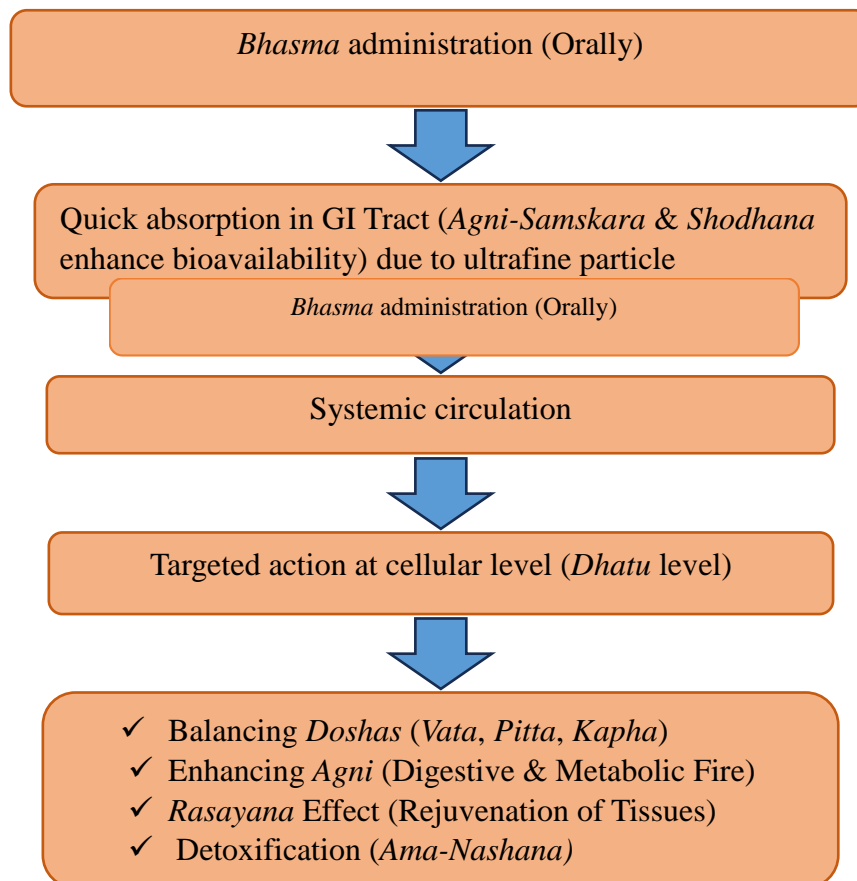 Bhasma administration (Orally)
Quick absorption in GI Tract (Agni-Samskara & Shodhana
enhance bioavailability) due to ultrafine particle
Bhasma administration (Orally)
Systemic circulation
Targeted action at cellular level (Dhatu level)
✓ Balancing Doshas (Vata, Pitta, Kapha)
✓ Enhancing Agni (Digestive & Metabolic Fire)
✓ Rasayana Effect (Rejuvenation of Tissues)
✓ Detoxification (Ama-Nashana)